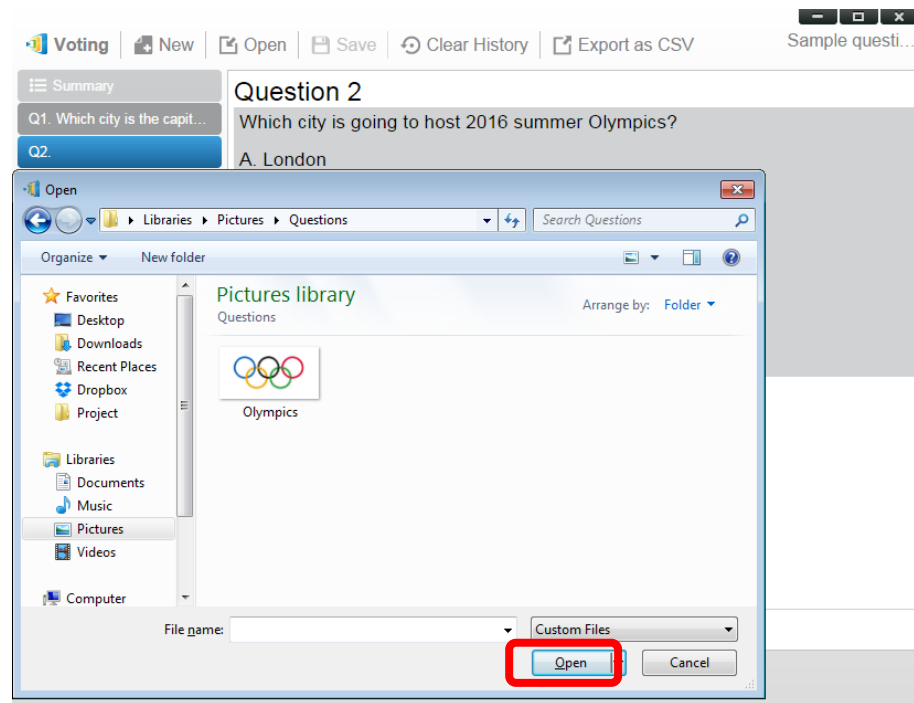 Voting New Open Save Clear History Export as CSV Sample questi...
Summary
Question 2
Q1. Which city is the capit...
Which city is going to host 2016 summer Olympics?
Q2.
A. London
Open
Libraries Pictures Questions
Search Questions
Organize New folder
Favorites
Desktop
Downloads
Recent Places
Dropbox
Project
Libraries
Documents
Music
Pictures
Videos
Computer
Pictures library
Questions
Arrange by: Folder
Olympics
File name:
Custom Files
Open Cancel